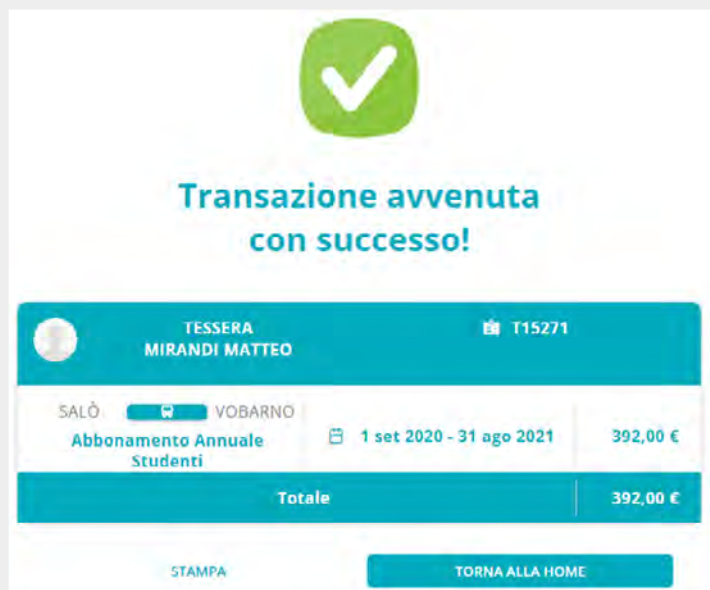 Transazione avvenuta
con successo!
TESSERA
MIRANDI MATTEO
T15271
SALÒ VOBARNO
Abbonamento Annuale
Studenti
1 set 2020 - 31 ago 2021
392,00 €
Totale
392,00 €
STAMPA
TORNA ALLA HOME